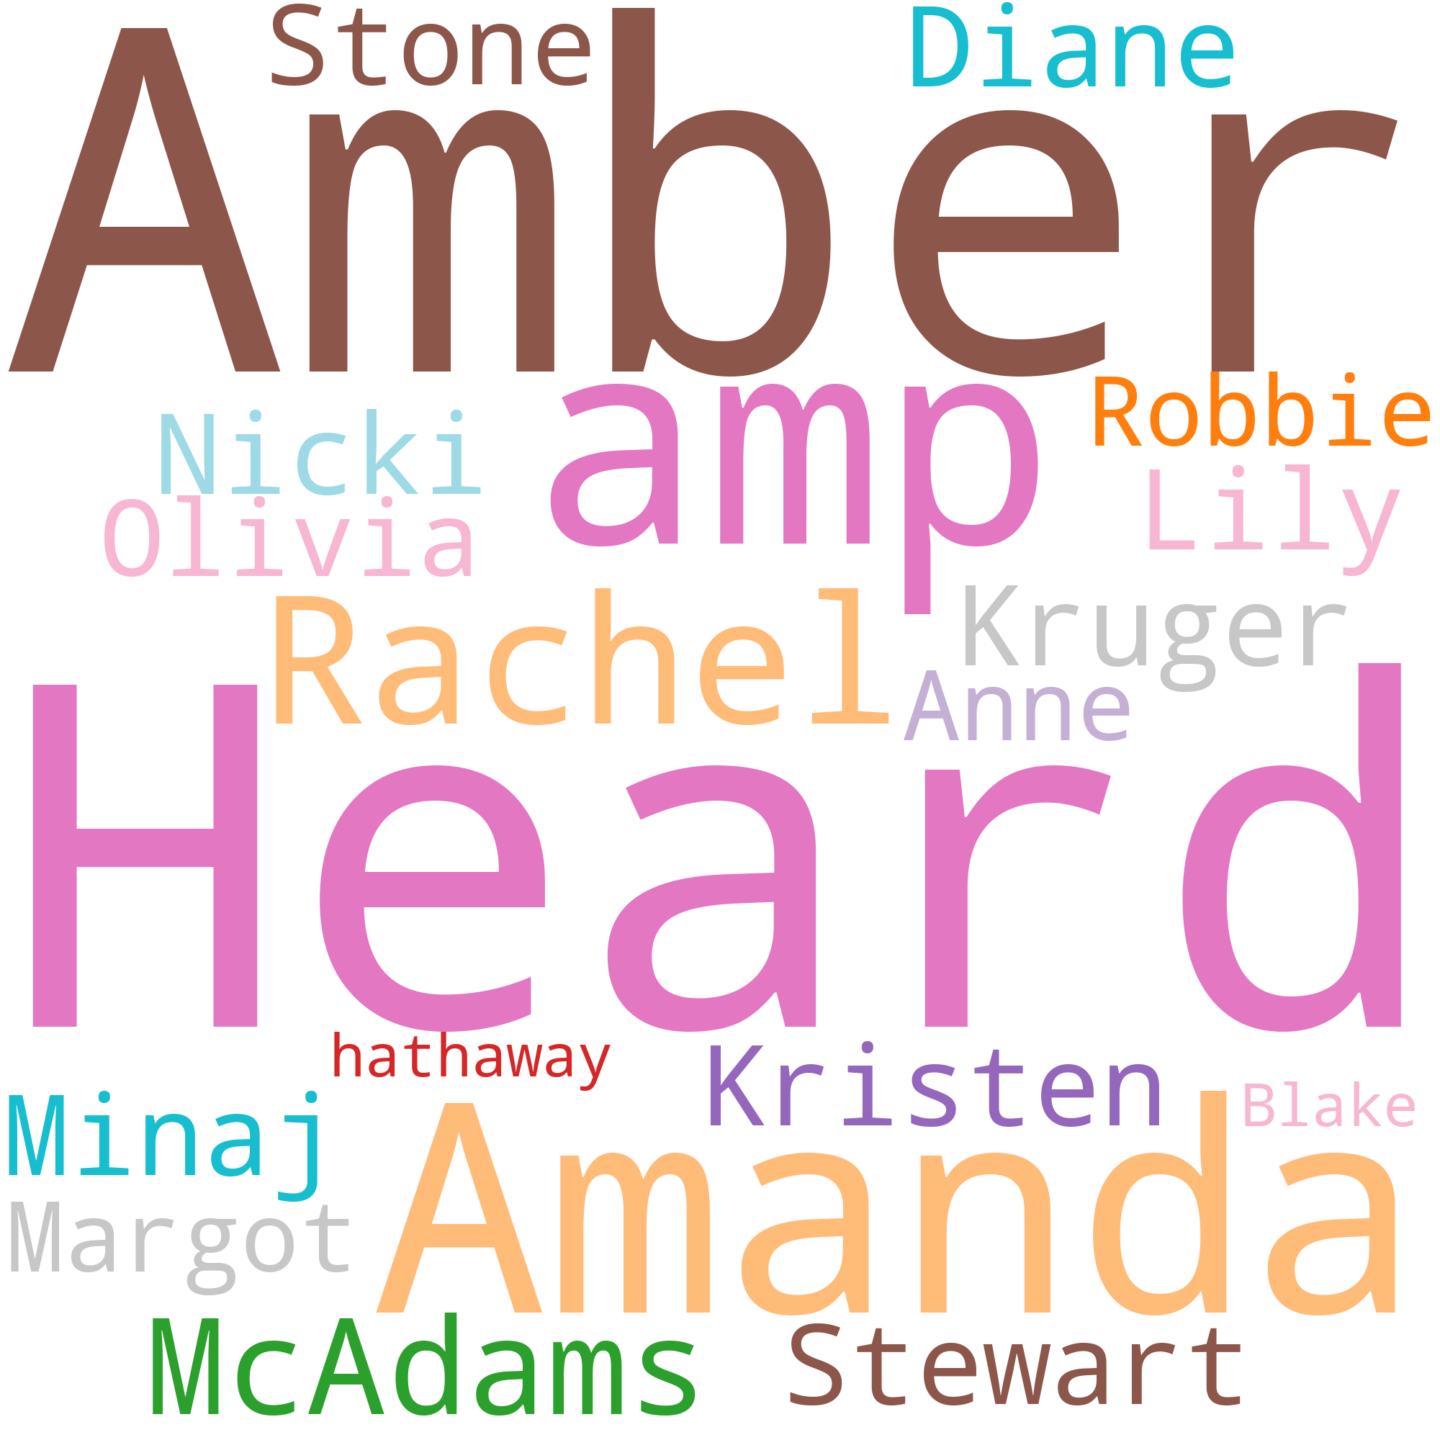 Stone
Diane
Amber
amp
Robbie
Nicki
Lily
Olivia
Rachel
Kruger
Anne
Heard
hathaway
Kristen
Blake
Minaj
Amanda
Margot
McAdams
Stewart